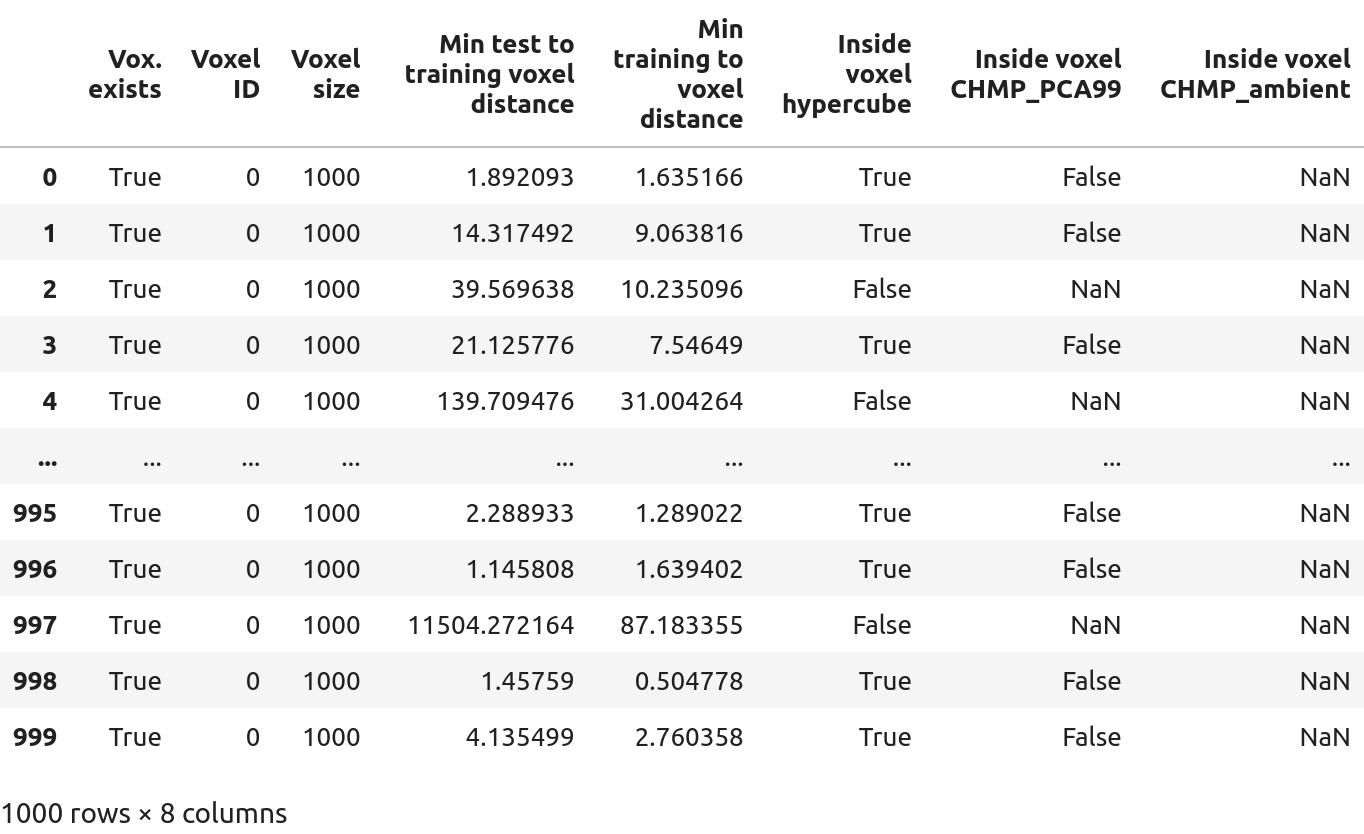 Vox. exists Voxel ID Voxel size Min test to training voxel distance Min training to voxel distance Inside voxel hypercube Inside voxel CHMP_PCA99 Inside voxel CHMP_ambient
0 True 0 1000 1.892093 1.635166 True False NaN
1 True 0 1000 14.317492 9.063816 True False NaN
2 True 0 1000 39.569638 10.235096 False NaN NaN
3 True 0 1000 21.125776 7.54649 True False NaN
4 True 0 1000 139.709476 31.004264 False NaN NaN
... ... ... ... ... ... ... ... ...
995 True 0 1000 2.288933 1.289022 True False NaN
996 True 0 1000 1.145808 1.639402 True False NaN
997 True 0 1000 11504.272164 87.183355 False NaN NaN
998 True 0 1000 1.45759 0.504778 True False NaN
999 True 0 1000 4.135499 2.760358 True False NaN
1000 rows × 8 columns